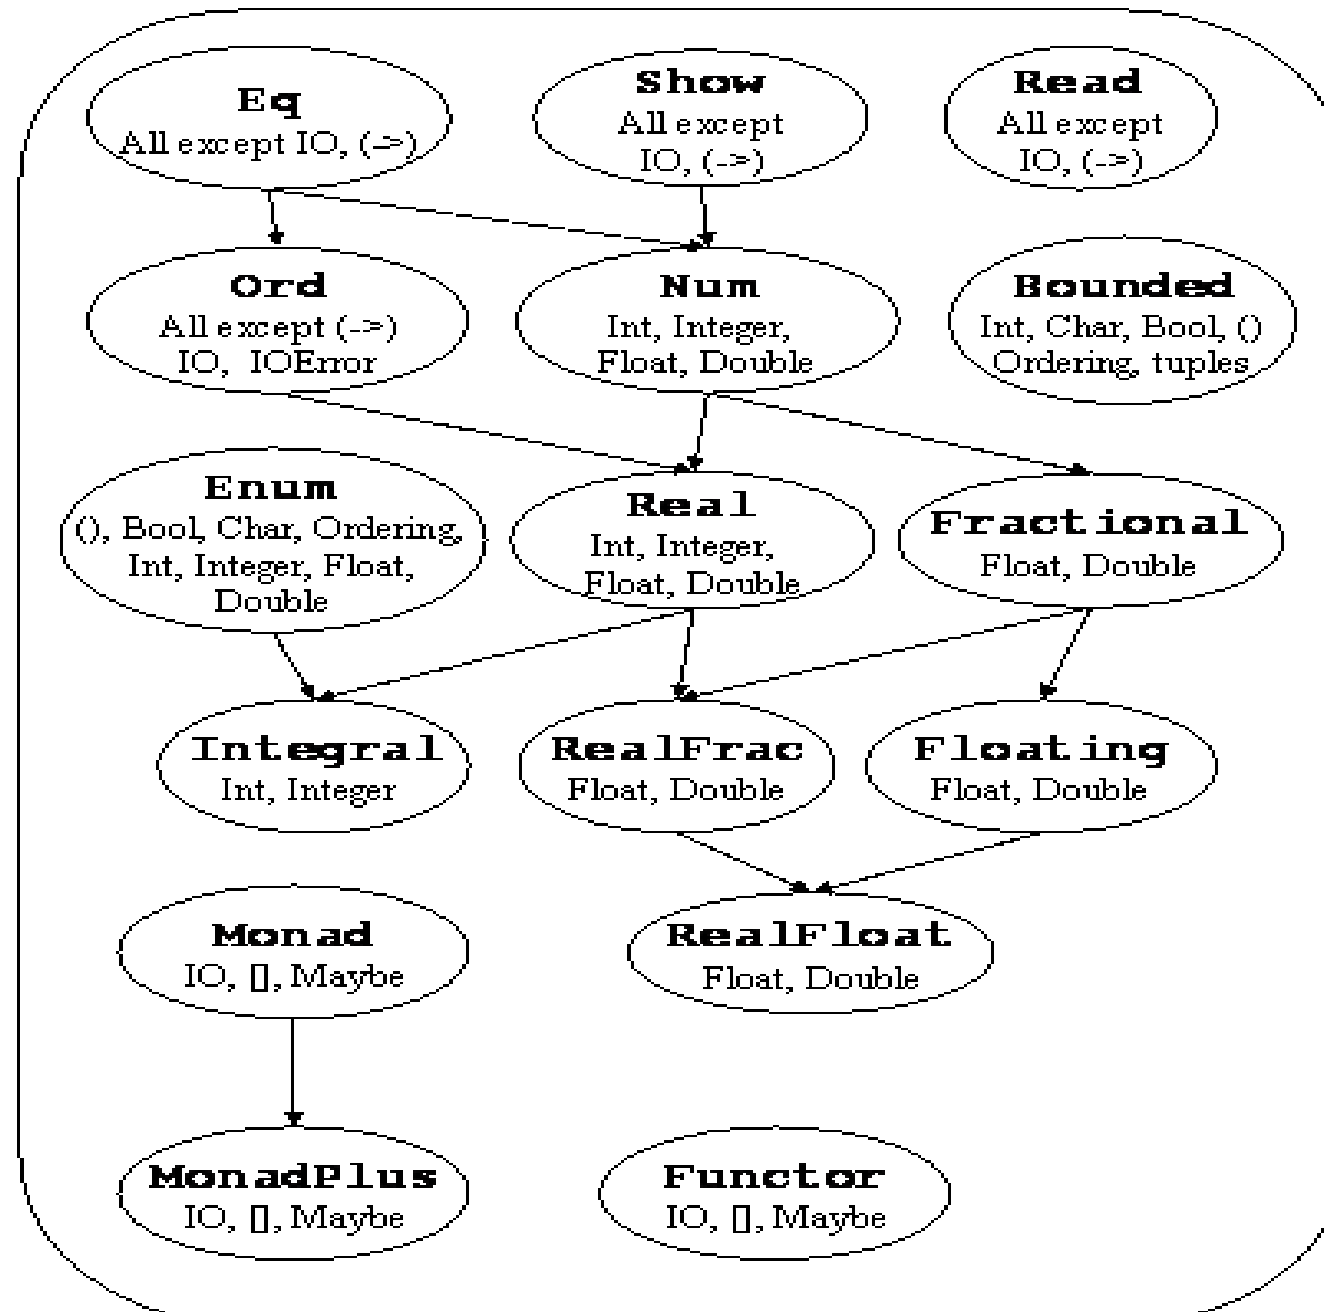 Eq
All except IO, (->)
Show
All except
IO, (->)
Read
All except
IO, (->)
Ord
All except (->)
IO, IOError
Num
Int, Integer,
Float, Double
Bounded
Int, Char, Bool, ()
Ordering, tuples
Enum
(), Bool, Char, Ordering,
Int, Integer, Float,
Double
Real
Int, Integer,
Float, Double
Fractional
Float, Double
Integral
Int, Integer
RealFrac
Float, Double
Floating
Float, Double
Monad
IO, [], Maybe
RealFloat
Float, Double
MonadPlus
IO, [], Maybe
Functor
IO, [], Maybe